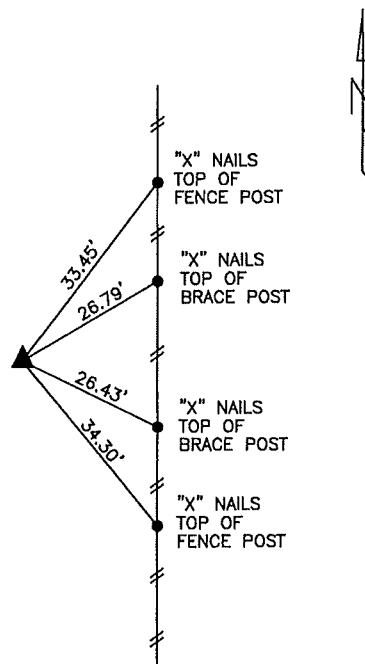 N
"X" NAILS
TOP OF
FENCE POST
33.45'
"X" NAILS
TOP OF
BRACE POST
26.79'
26.43'
"X" NAILS
TOP OF
BRACE POST
34.30'
"X" NAILS
TOP OF
FENCE POST